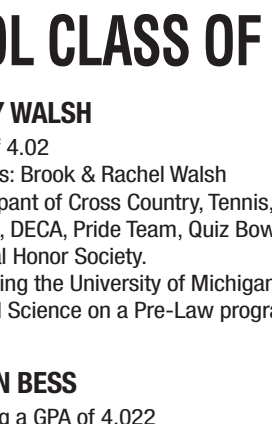 OL CLASS OF
Y WALSH
f 4.02
s: Brook & Rachel Walsh
pant of Cross Country, Tennis,
, DECA, Pride Team, Quiz Bow
al Honor Society.
ing the University of Michigan
l Science on a Pre-Law progra
N BESS
ng a GPA of 4.022